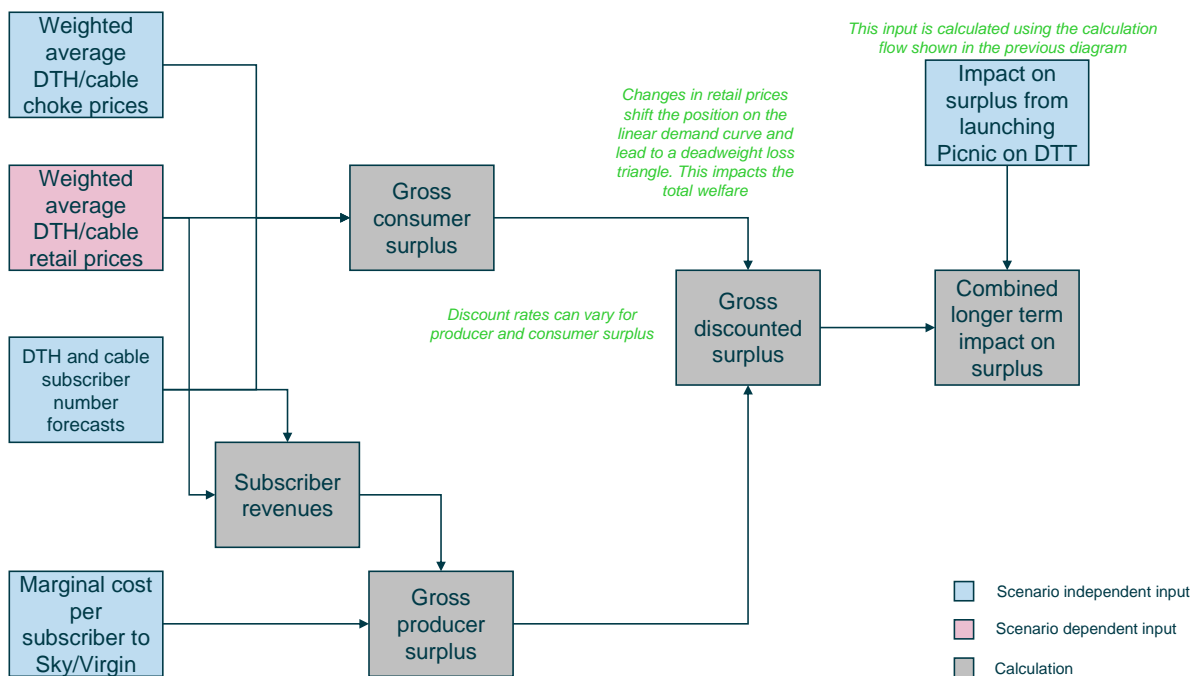 Weighted
average
DTH/cable
choke prices
This input is calculated using the calculation
flow shown in the previous diagram
Impact on
surplus from
launching
Picnic on DTT
Changes in retail prices
shift the position on the
linear demand curve and
lead to a deadweight loss
triangle. This impacts the
total welfare
Weighted
average
DTH/cable
retail prices
Gross
consumer
surplus
Discount rates can vary for
producer and consumer surplus
Gross
discounted
surplus
Combined
longer term
impact on
surplus
DTH and cable
subscriber
number
forecasts
Subscriber
revenues
Marginal cost
per
subscriber to
Sky/Virgin
Gross
producer
surplus
Scenario independent input
Scenario dependent input
Calculation